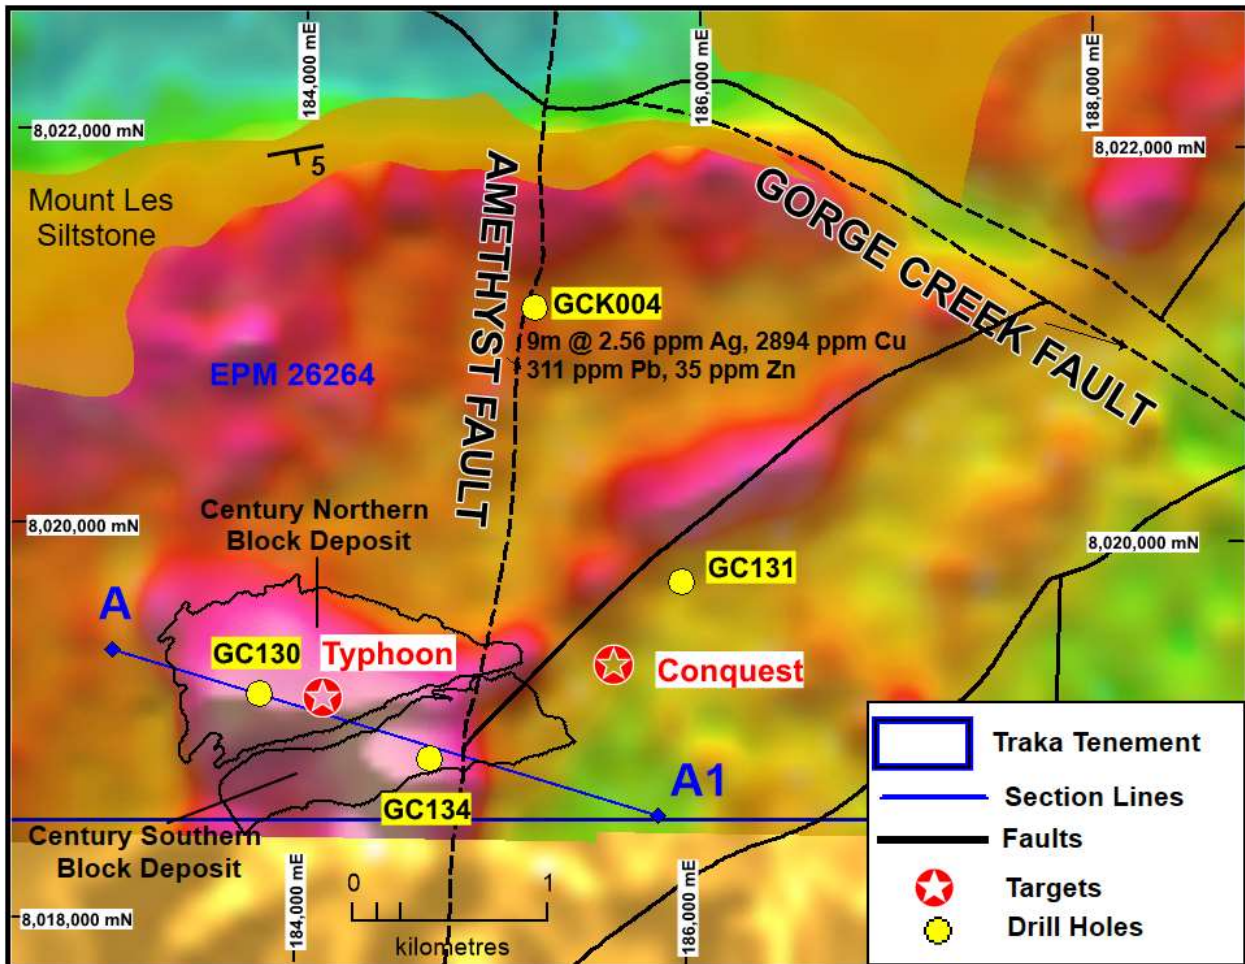 184,000 mE
186,000 mE
188,000 mE
8,022,000 mN
8,022,000 mN
5
Mount Les
Siltstone
AMETHYST FAULT
GORGE CREEK FAULT
GCK004
9m @ 2.56 ppm Ag, 2894 ppm Cu
311 ppm Pb, 35 ppm Zn
EPM 26264
Century Northern
Block Deposit
8,020,000 mN
8,020,000 mN
GC131
A
GC130
Typhoon
Conquest
A1
GC134
Century Southern
Block Deposit
8,018,000 mN
184,000 mE
0
1
kilometres
186,000 mE
Traka Tenement
Section Lines
Faults
Targets
Drill Holes